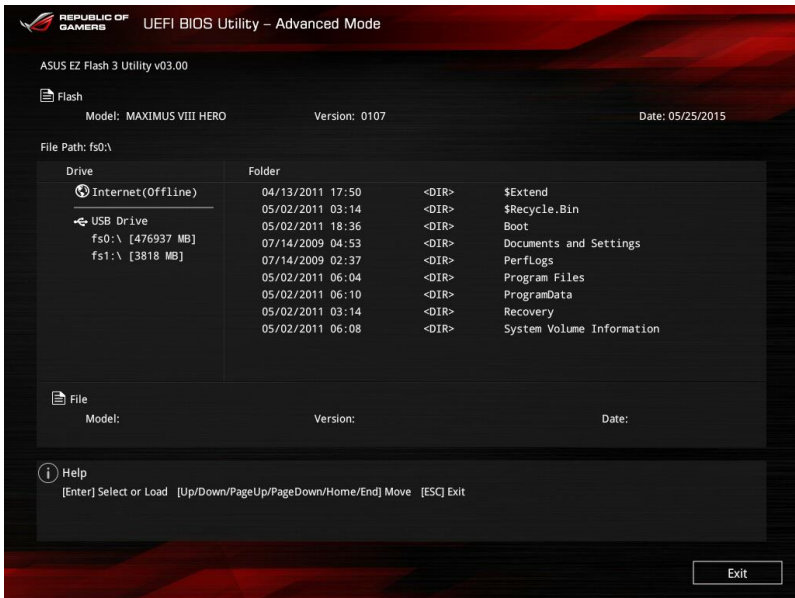 REPUBLIC OF
GAMERS
UEFI BIOS Utility – Advanced Mode
ASUS EZ Flash 3 Utility v03.00
Flash
Model: MAXIMUS VIII HERO Version: 0107 Date: 05/25/2015
File Path: fs0:\
Drive Folder
Internet(Offline) 04/13/2011 17:50 <DIR> $Extend
05/02/2011 03:14 <DIR> $Recycle.Bin
USB Drive 05/02/2011 18:36 <DIR> Boot
fs0:\ [476937 MB] 07/14/2009 04:53 <DIR> Documents and Settings
fs1:\ [3818 MB] 07/14/2009 02:37 <DIR> PerfLogs
05/02/2011 06:04 <DIR> Program Files
05/02/2011 06:10 <DIR> ProgramData
05/02/2011 03:14 <DIR> Recovery
05/02/2011 06:08 <DIR> System Volume Information
File
Model: Version: Date:
Help
[Enter] Select or Load [Up/Down/PageUp/PageDown/Home/End] Move [ESC] Exit
Exit